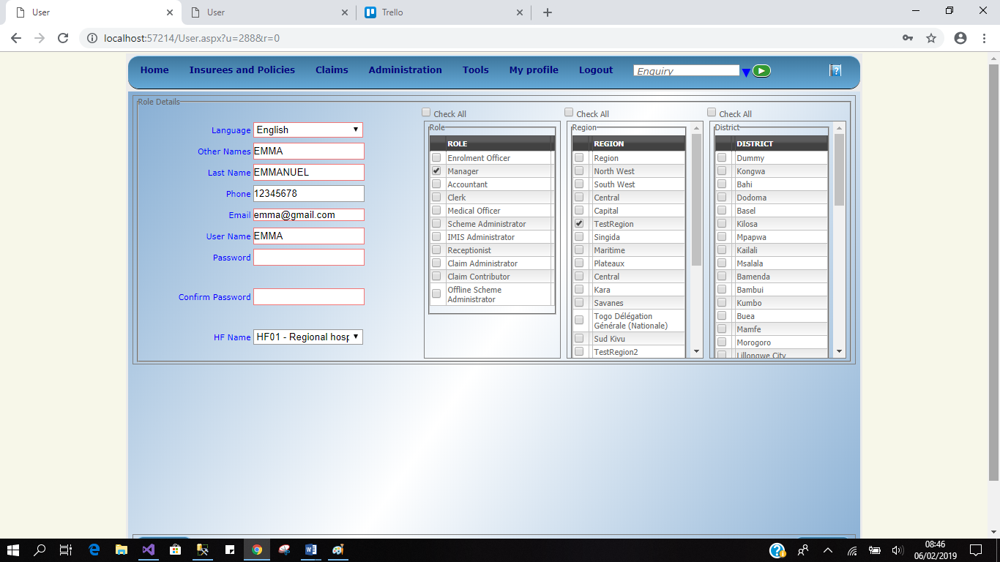 User
User
Trello
localhost:57214/User.aspx?u=288&r=0
Home
Insurees and Policies
Claims
Administration
Tools
My profile
Logout
Enquiry
Role Details
Language
English
Other Names
EMMA
Last Name
EMMANUEL
Phone
12345678
Email
emma@gmail.com
User Name
EMMA
Password
Confirm Password
HF Name
HF01 - Regional hosp
Check All
Role
ROLE
Enrolment Officer
Manager
Accountant
Clerk
Medical Officer
Scheme Administrator
IMIS Administrator
Receptionist
Claim Administrator
Claim Contributor
Offline Scheme
Administrator
Check All
Region
REGION
Region
North West
South West
Central
Capital
TestRegion
Singida
Maritime
Plateaux
Central
Kara
Savanes
Togo Délégation
Générale (Nationale)
Sud Kivu
TestRegion2
Check All
District
DISTRICT
Dummy
Kongwa
Bahi
Dodoma
Basel
Kilosa
Mpapwa
Kailali
Msalala
Bamenda
Bambui
Kumbo
Buea
Mamfe
Morogoro
Lillongwe City
08:46
06/02/2019